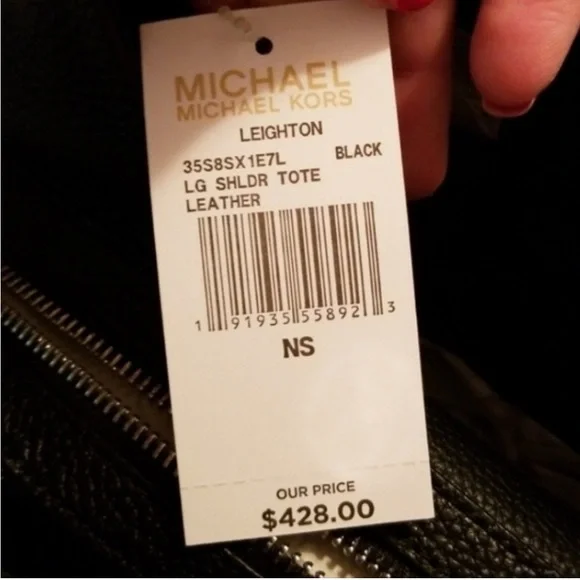 MICHAEL
MICHAEL KORS
LEIGHTON
35S8SX1E7L BLACK
LG SHLDR TOTE
LEATHER
1 91935 55892 3
NS
OUR PRICE
$428.00